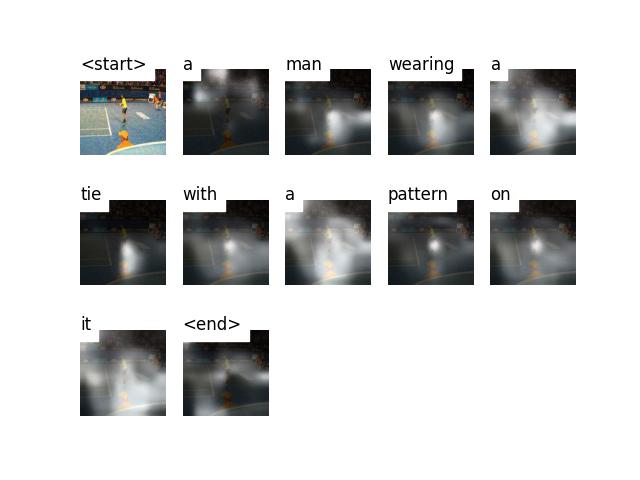 <start> a man wearing a
tie with a pattern on
it <end>